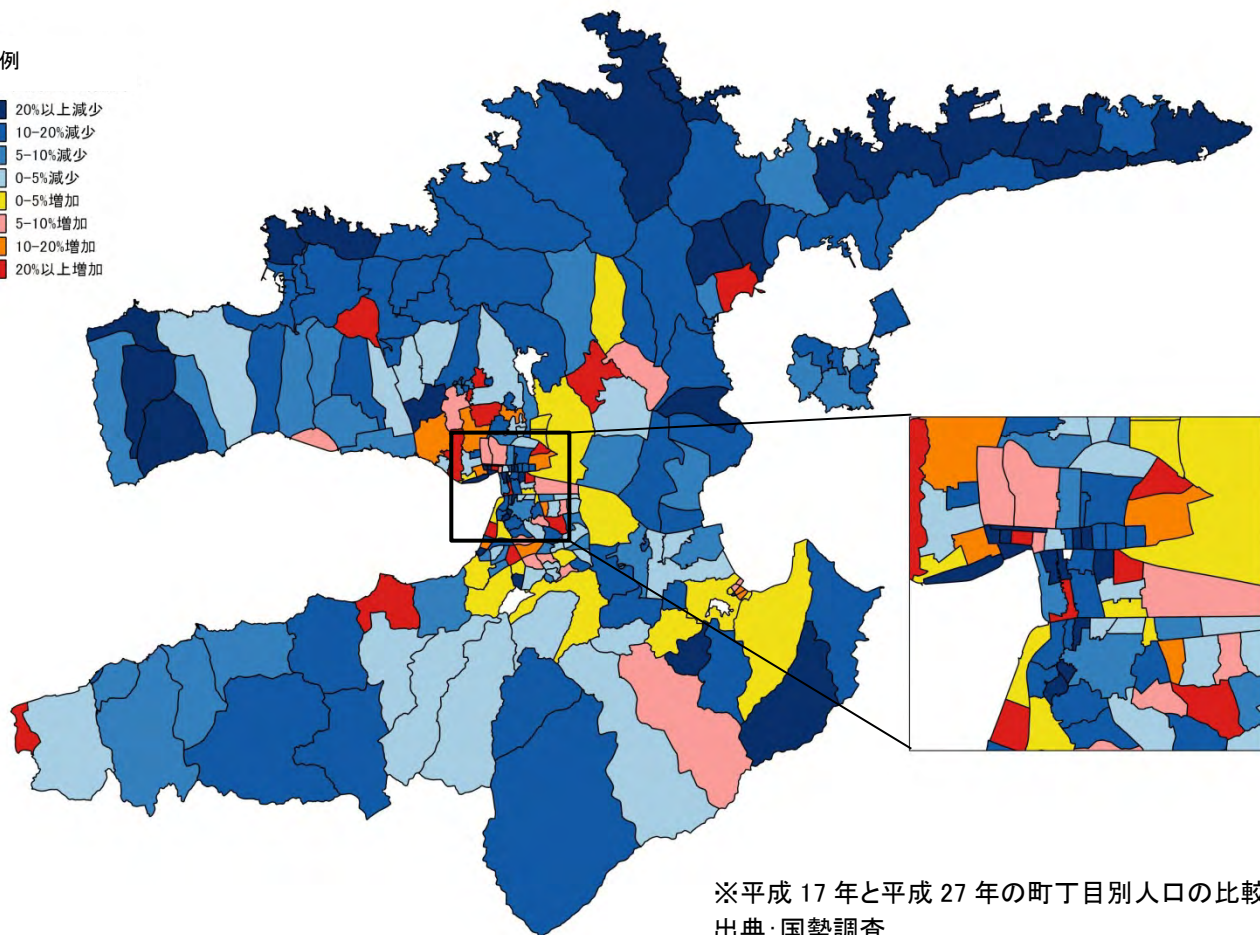 例
20%以上減少
10-20%減少
5-10%減少
0-5%減少
0-5%増加
5-10%増加
10-20%増加
20%以上増加
※平成 17 年と平成 27 年の町丁目別人口の比較
出典：国勢調査